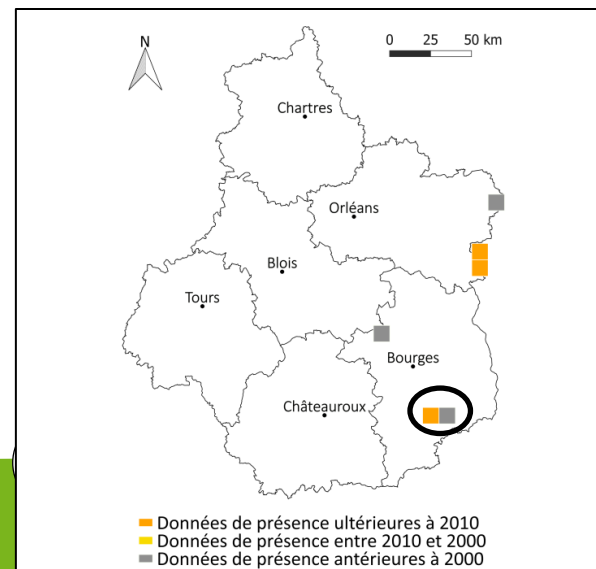 N
0 25 50 km
Chartres
Orléans
Blois
Tours
Bourges
Châteauroux
Données de présence ultérieures à 2010
Données de présence entre 2010 et 2000
Données de présence antérieures à 2000